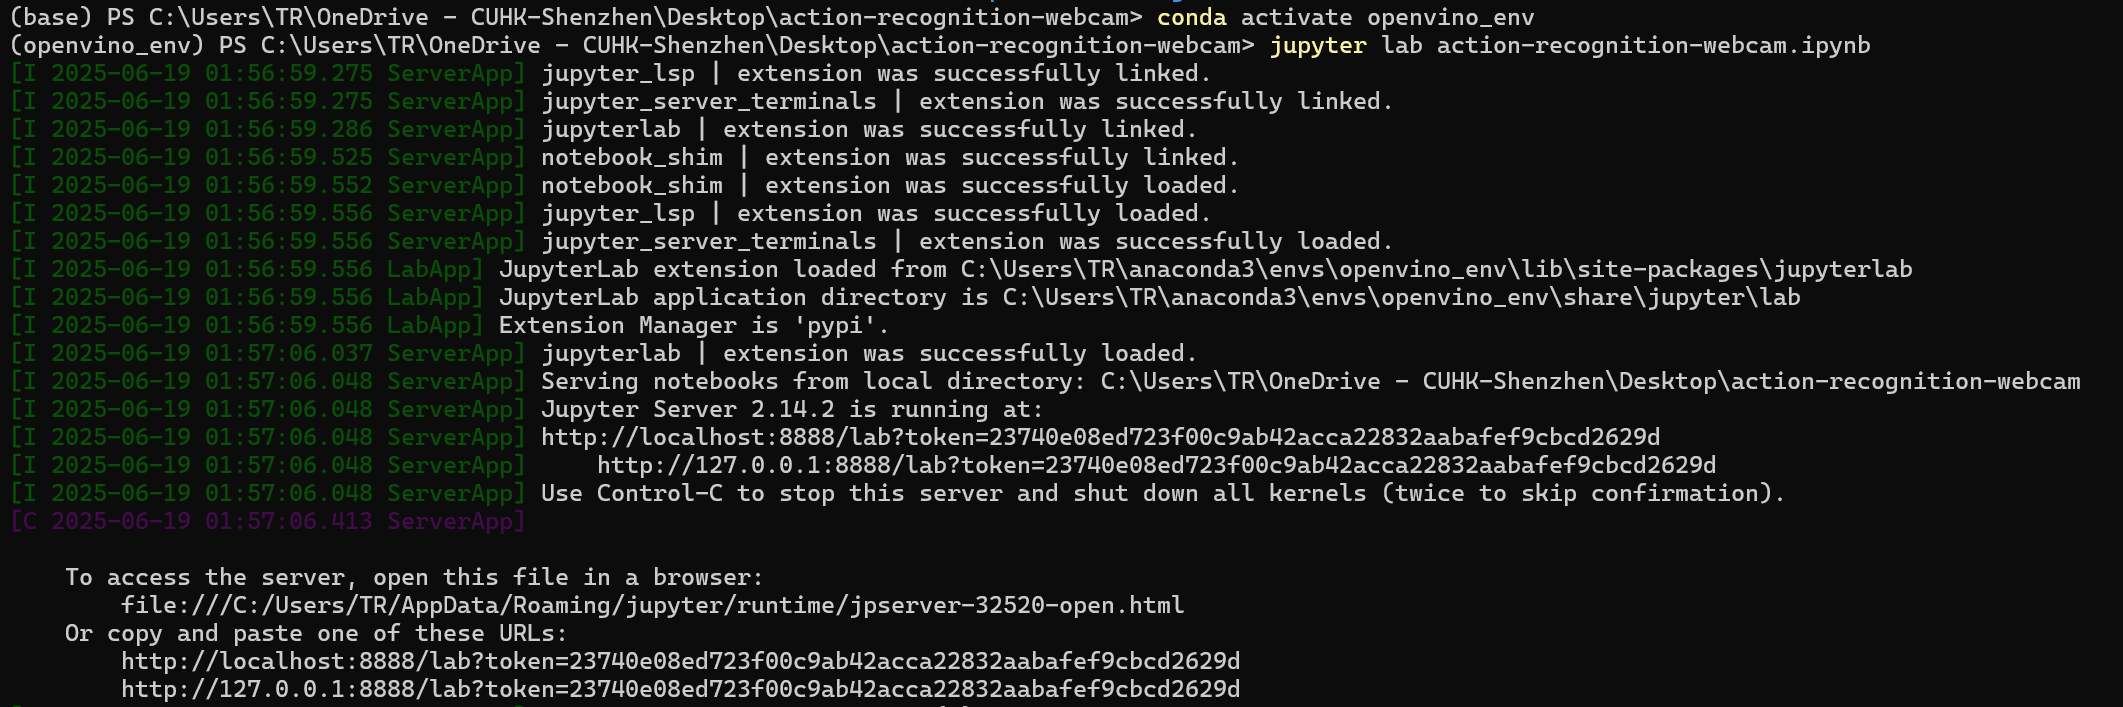 (base) PS C:\Users\TR\OneDrive - CUHK-Shenzhen\Desktop\action-recognition-webcam> conda activate openvino_env
(openvino_env) PS C:\Users\TR\OneDrive - CUHK-Shenzhen\Desktop\action-recognition-webcam> jupyter lab action-recognition-webcam.ipynb
[I 2025-06-19 01:56:59.275 ServerApp] jupyter_lsp | extension was successfully linked.
[I 2025-06-19 01:56:59.275 ServerApp] jupyter_server_terminals | extension was successfully linked.
[I 2025-06-19 01:56:59.286 ServerApp] jupyterlab | extension was successfully linked.
[I 2025-06-19 01:56:59.525 ServerApp] notebook_shim | extension was successfully linked.
[I 2025-06-19 01:56:59.552 ServerApp] notebook_shim | extension was successfully loaded.
[I 2025-06-19 01:56:59.556 ServerApp] jupyter_lsp | extension was successfully loaded.
[I 2025-06-19 01:56:59.556 ServerApp] jupyter_server_terminals | extension was successfully loaded.
[I 2025-06-19 01:56:59.556 LabApp] JupyterLab extension loaded from C:\Users\TR\anaconda3\envs\openvino_env\lib\site-packages\jupyterlab
[I 2025-06-19 01:56:59.556 LabApp] JupyterLab application directory is C:\Users\TR\anaconda3\envs\openvino_env\share\jupyter\lab
[I 2025-06-19 01:56:59.556 LabApp] Extension Manager is 'pypi'.
[I 2025-06-19 01:57:06.037 ServerApp] jupyterlab | extension was successfully loaded.
[I 2025-06-19 01:57:06.048 ServerApp] Serving notebooks from local directory: C:\Users\TR\OneDrive - CUHK-Shenzhen\Desktop\action-recognition-webcam
[I 2025-06-19 01:57:06.048 ServerApp] Jupyter Server 2.14.2 is running at:
[I 2025-06-19 01:57:06.048 ServerApp] http://localhost:8888/lab?token=23740e08ed723f00c9ab42acca22832aabafef9cbcd2629d
[I 2025-06-19 01:57:06.048 ServerApp]     http://127.0.0.1:8888/lab?token=23740e08ed723f00c9ab42acca22832aabafef9cbcd2629d
[I 2025-06-19 01:57:06.048 ServerApp] Use Control-C to stop this server and shut down all kernels (twice to skip confirmation).
[C 2025-06-19 01:57:06.413 ServerApp]
To access the server, open this file in a browser:
file:///C:/Users/TR/AppData/Roaming/jupyter/runtime/jpserver-32520-open.html
Or copy and paste one of these URLs:
http://localhost:8888/lab?token=23740e08ed723f00c9ab42acca22832aabafef9cbcd2629d
http://127.0.0.1:8888/lab?token=23740e08ed723f00c9ab42acca22832aabafef9cbcd2629d